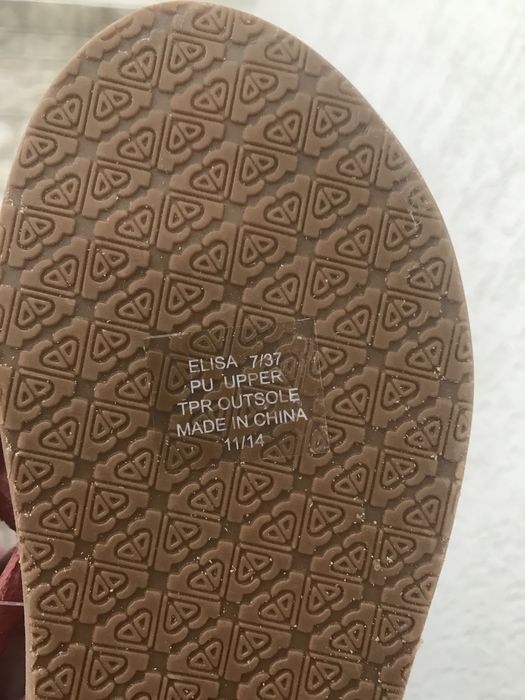 ELISA 7/37
PU UPPER
TPR OUTSOLE
MADE IN CHINA
11/14